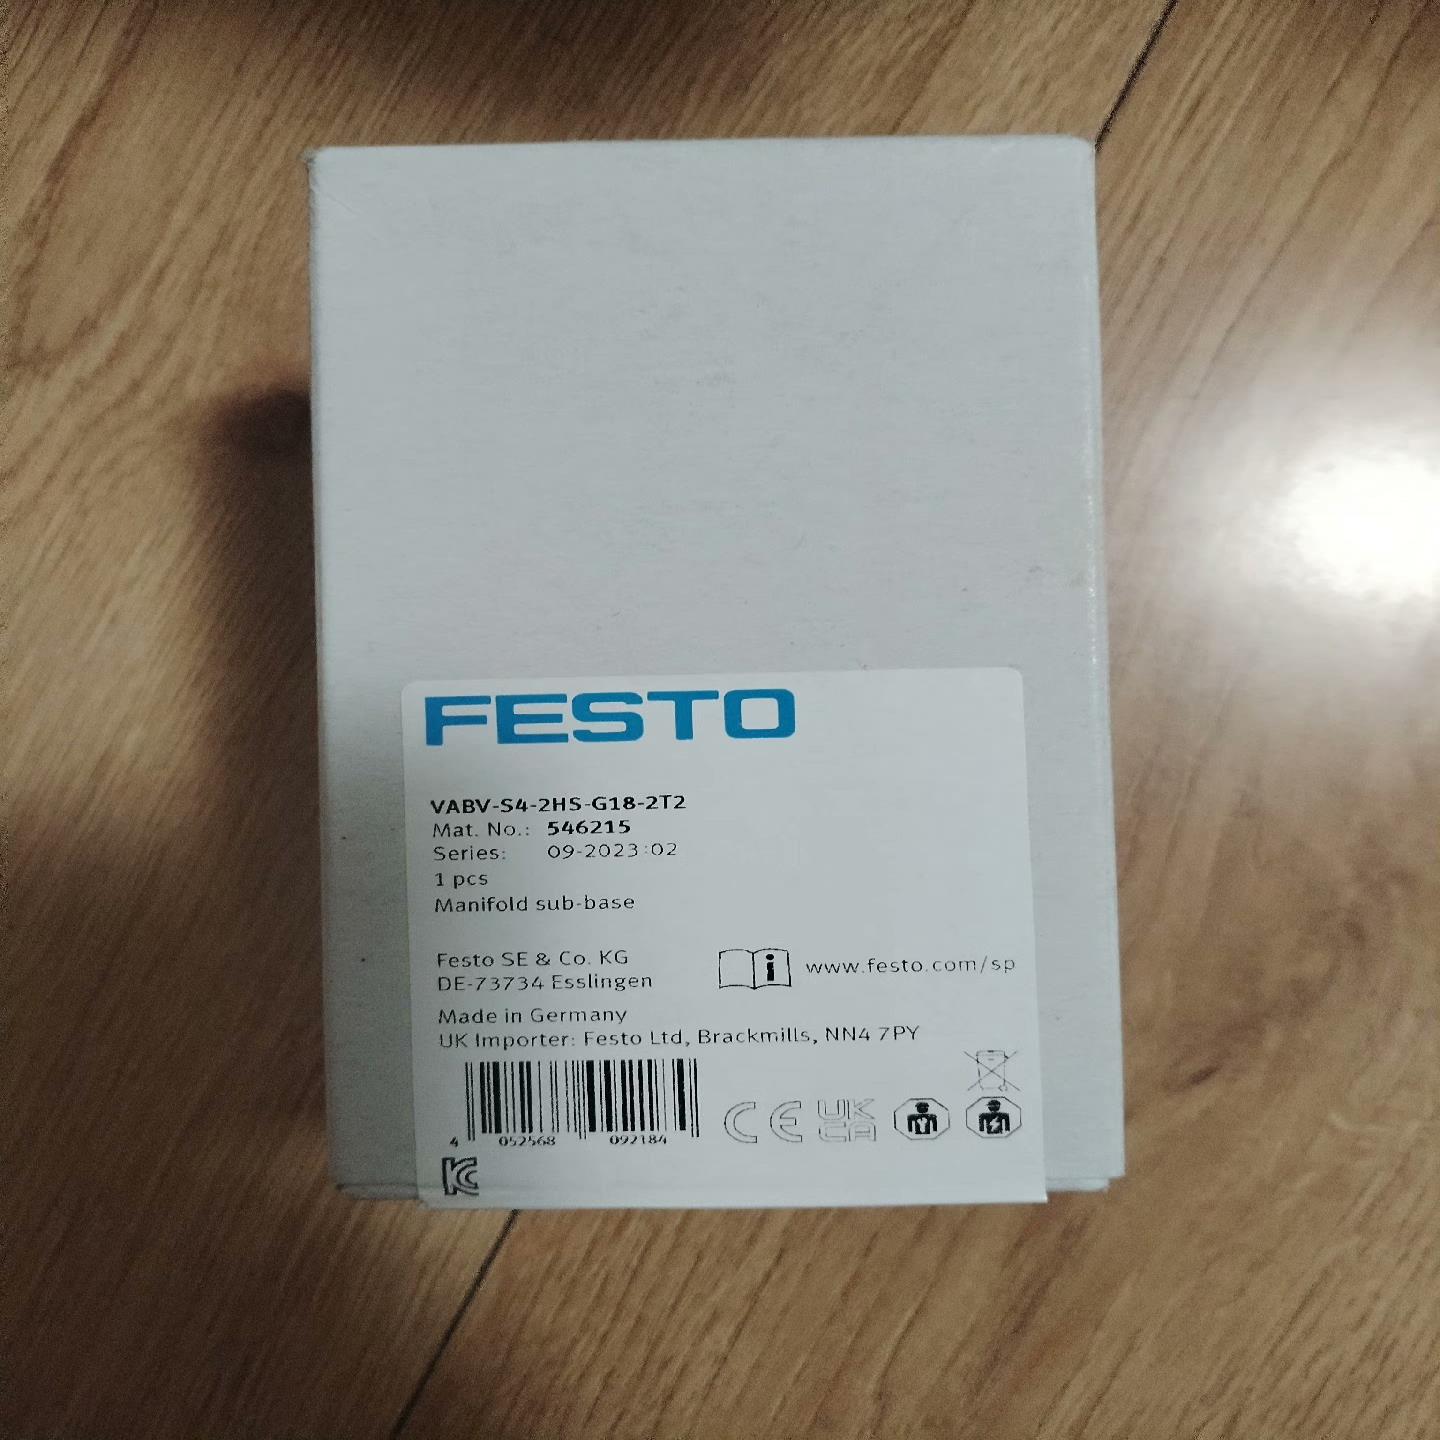 FESTO
VABV-S4-2HS-G18-2T2
Mat. No.: 546215
Series: 09-2023:02
1 pcs
Manifold sub-base
Festo SE & Co. KG
DE-73734 Esslingen
www.festo.com/sp
Made in Germany
UK Importer: Festo Ltd, Brackmills, NN4 7PY
4 052568 092184
CE UK CA
KC